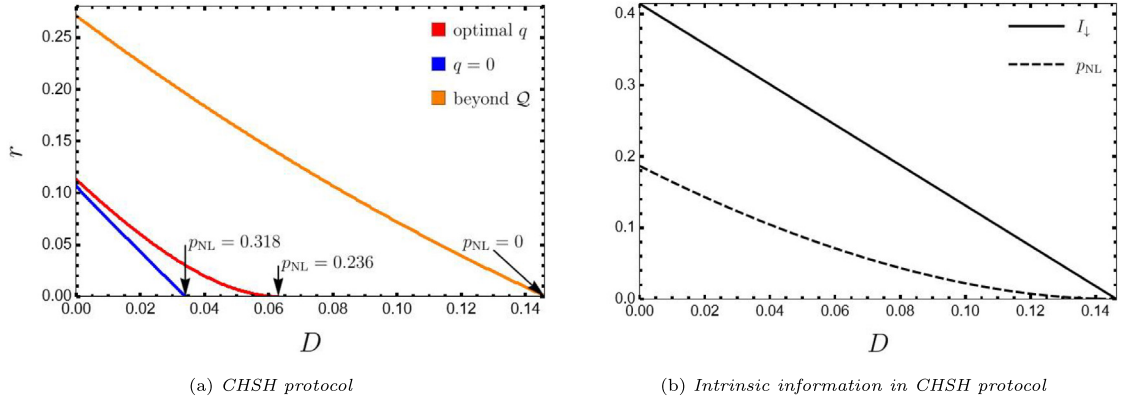 0.25
0.20
0.15
0.10
0.05
0.00
r
optimal q
q = 0
beyond 𝒬
p_NL = 0.318
p_NL = 0.236
p_NL = 0
0.00 0.02 0.04 0.06 0.08 0.10 0.12 0.14
D
(a) CHSH protocol
0.4
0.3
0.2
0.1
0.0
I↓
p_NL
0.00 0.02 0.04 0.06 0.08 0.10 0.12 0.14
D
(b) Intrinsic information in CHSH protocol